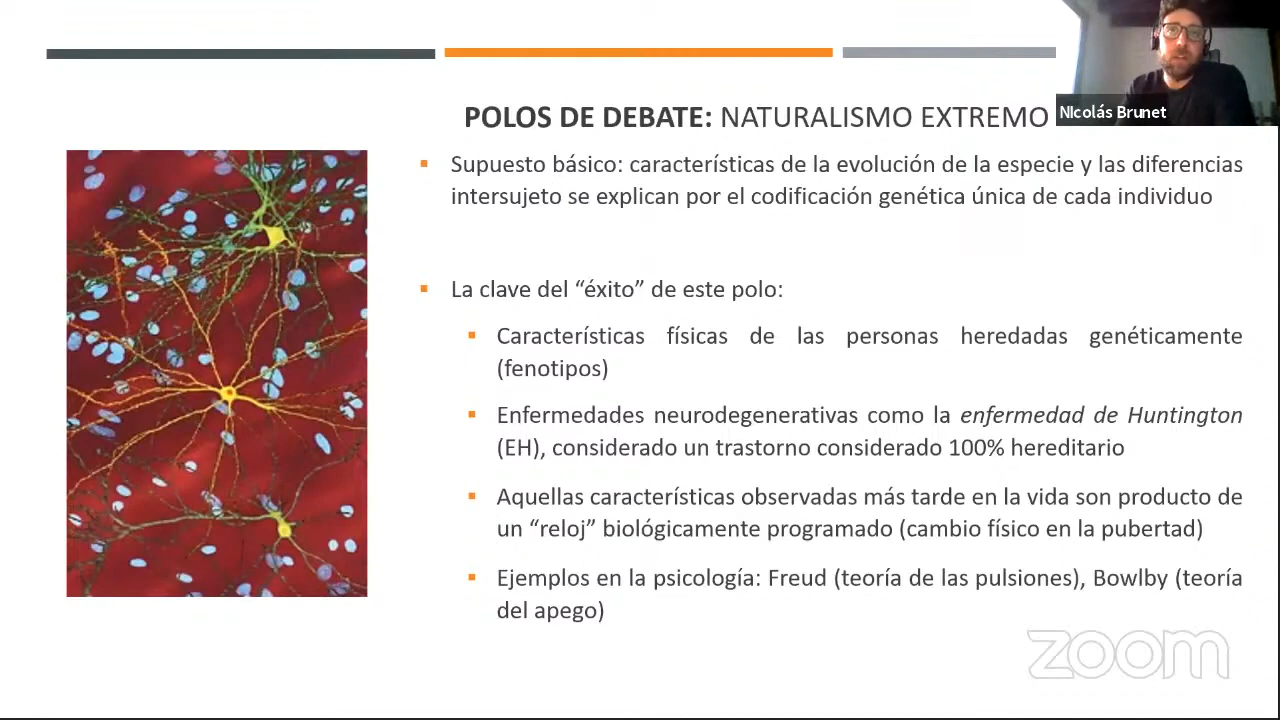 POLOS DE DEBATE: NATURALISMO EXTREMO
NIcolás Brunet
Supuesto básico: características de la evolución de la especie y las diferencias
intersujeto se explican por el codificación genética única de cada individuo
La clave del “éxito” de este polo:
Características físicas de las personas heredadas genéticamente
(fenotipos)
Enfermedades neurodegenerativas como la enfermedad de Huntington
(EH), considerado un trastorno considerado 100% hereditario
Aquellas características observadas más tarde en la vida son producto de
un “reloj” biológicamente programado (cambio físico en la pubertad)
Ejemplos en la psicología: Freud (teoría de las pulsiones), Bowlby (teoría
del apego)
zoom